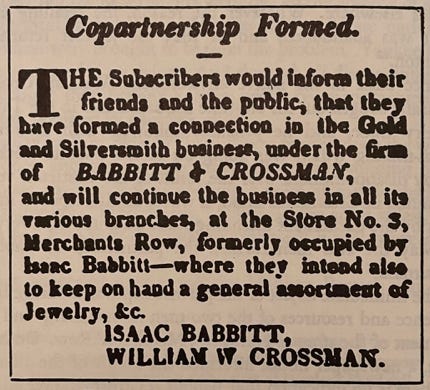 Copartnership Formed.
THE Subscribers would inform their
friends and the public, that they
have formed a connection in the Gold
and Silversmith business, under the firm
of BABBITT & CROSSMAN,
and will continue the business in all its
various branches, at the Store No. 3,
Merchants Row, formerly occupied by
Isaac Babbitt—where they intend also
to keep on hand a general assortment of
Jewelry, &c.
ISAAC BABBITT,
WILLIAM W. CROSSMAN.